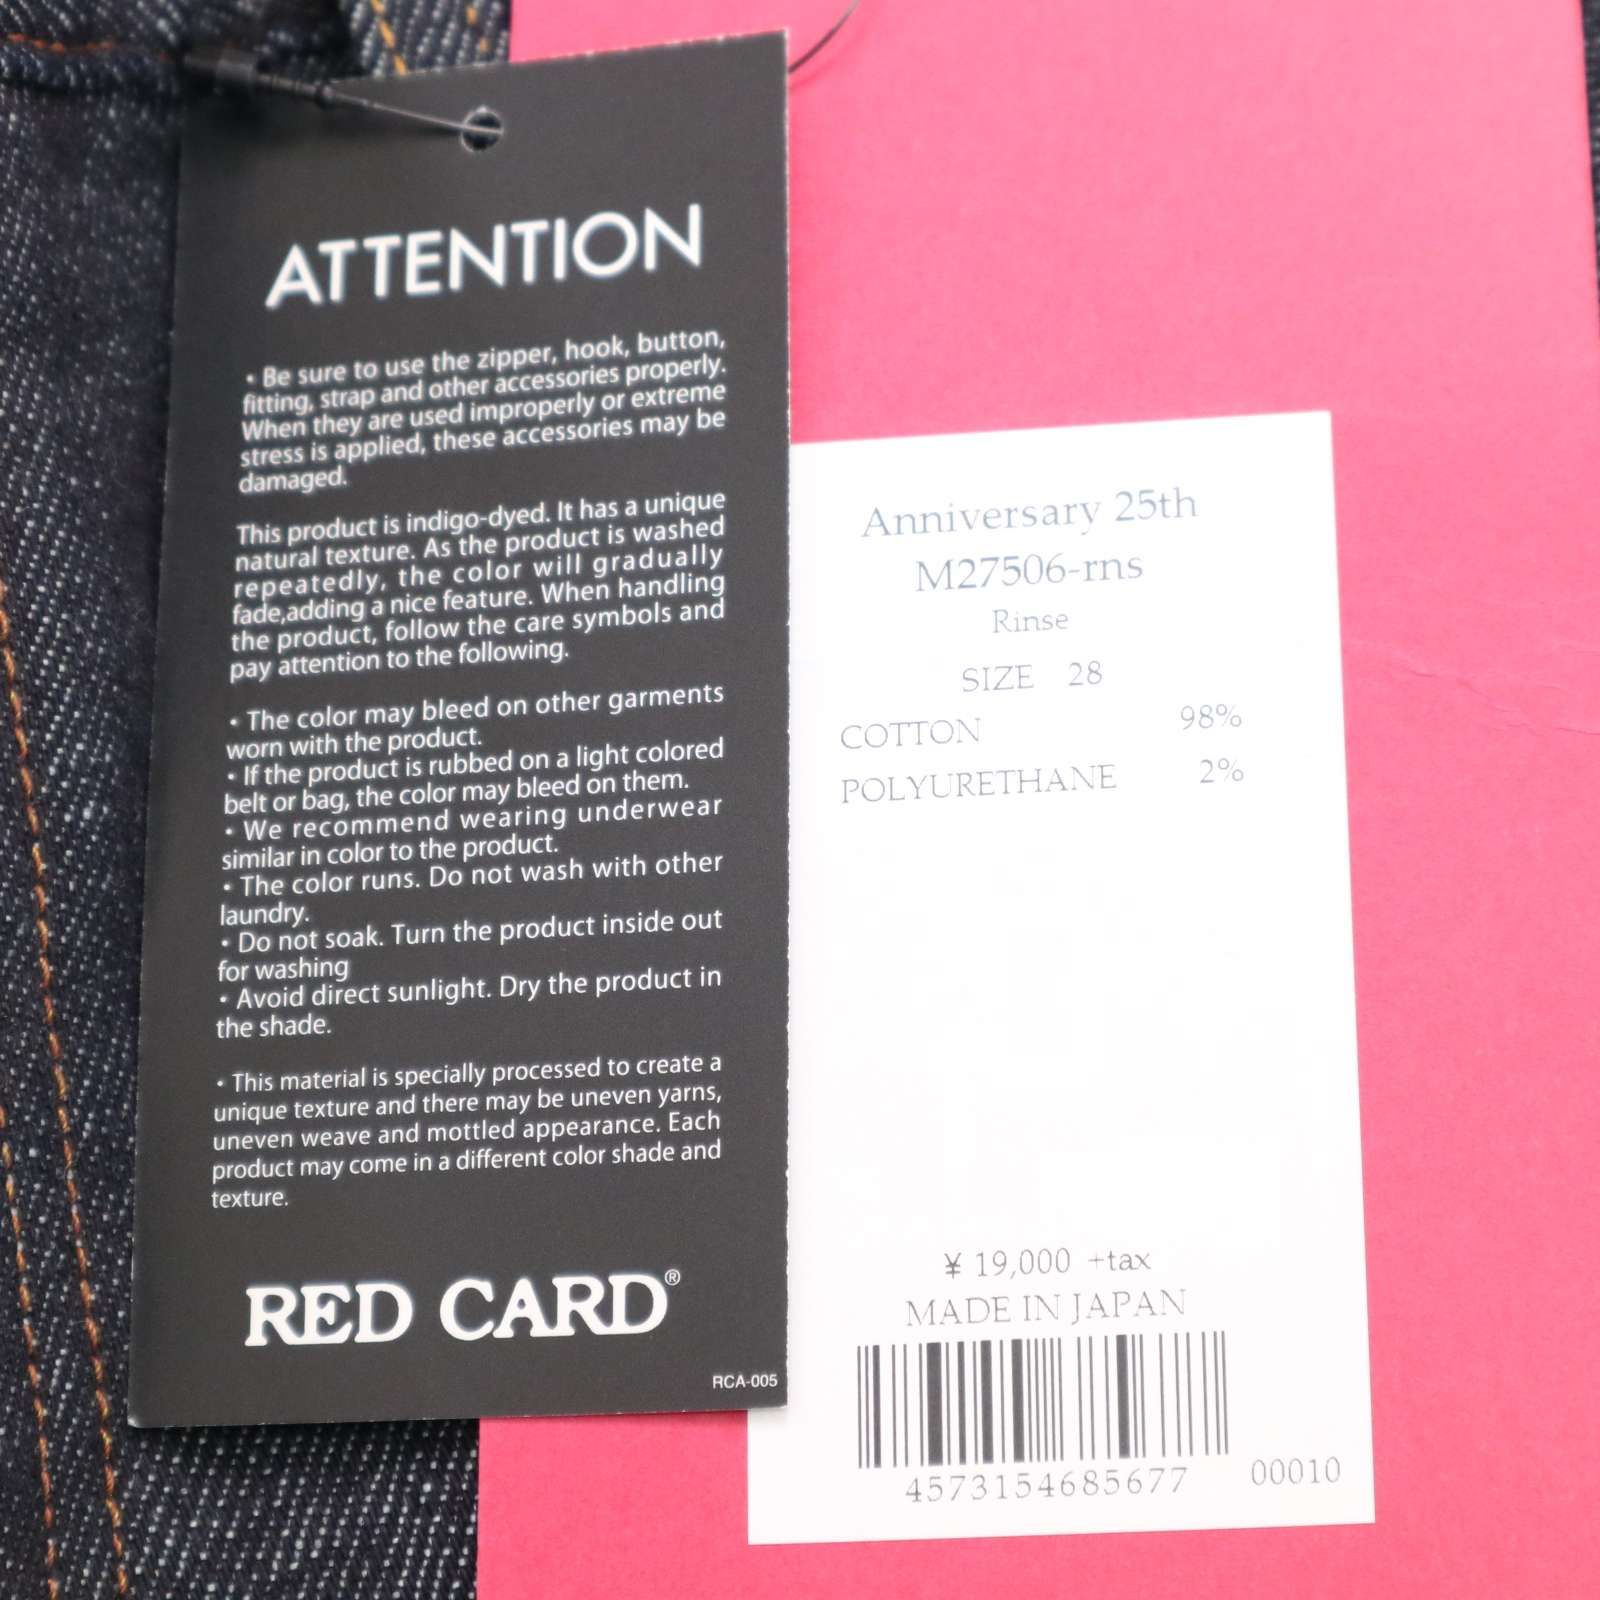 ATTENTION
• Be sure to use the zipper, hook, button,
fitting, strap and other accessories properly.
When they are used improperly or extreme
stress is applied, these accessories may be
damaged.
This product is indigo-dyed. It has a unique
natural texture. As the product is washed
repeatedly, the color will gradually
fade,adding a nice feature. When handling
the product, follow the care symbols and
pay attention to the following.
• The color may bleed on other garments
worn with the product.
• If the product is rubbed on a light colored
belt or bag, the color may bleed on them.
• We recommend wearing underwear
similar in color to the product.
• The color runs. Do not wash with other
laundry.
• Do not soak. Turn the product inside out
for washing
• Avoid direct sunlight. Dry the product in
the shade.
• This material is specially processed to create a
unique texture and there may be uneven yarns,
uneven weave and mottled appearance. Each
product may come in a different color shade and
texture.
RED CARD®
RCA-005
Anniversary 25th
M27506-rns
Rinse
SIZE 28
COTTON 98%
POLYURETHANE 2%
¥ 19,000 +tax
MADE IN JAPAN
4573154685677 00010